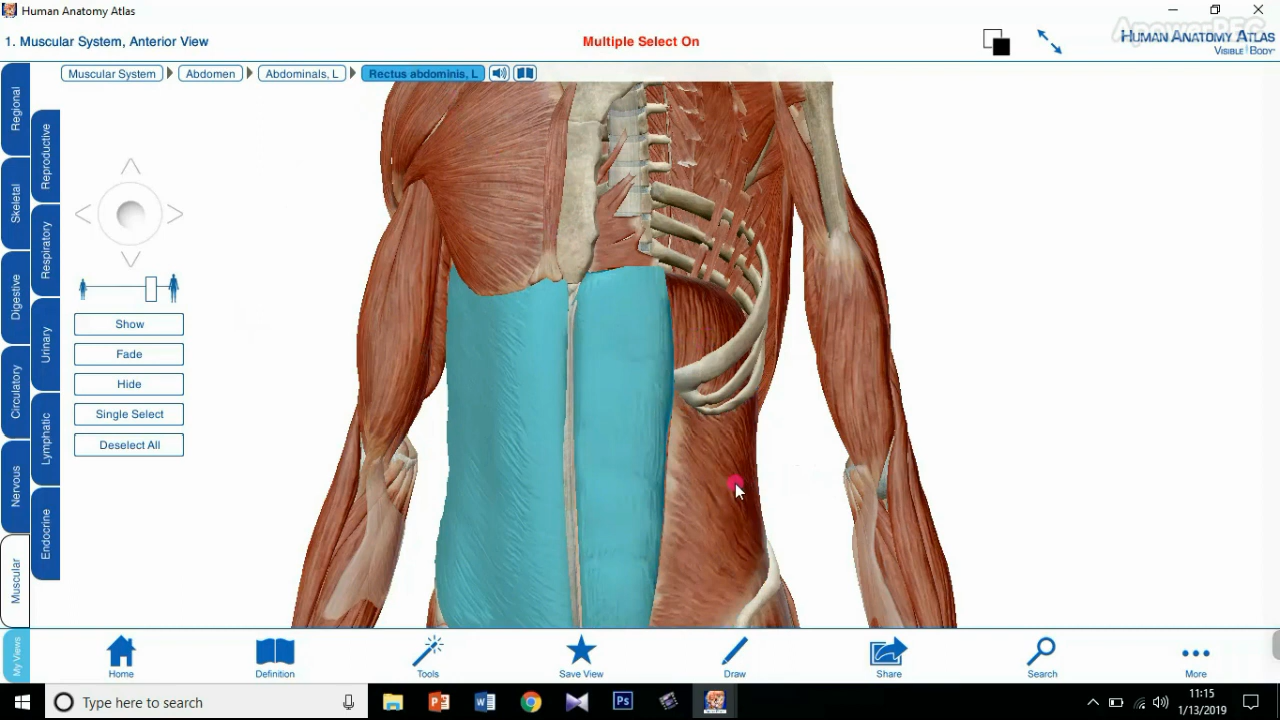 Human Anatomy Atlas
1. Muscular System, Anterior View
Multiple Select On
ApowerREC
HUMAN ANATOMY ATLAS
VISIBLE BODY
Muscular System
Abdomen
Abdominals, L
Rectus abdominis, L
Regional
Skeletal
Digestive
Circulatory
Nervous
Muscular
My Views
Reproductive
Respiratory
Urinary
Lymphatic
Endocrine
Show
Fade
Hide
Single Select
Deselect All
Home
Definition
Tools
Save View
Draw
Share
Search
More
Type here to search
11:15
1/13/2019